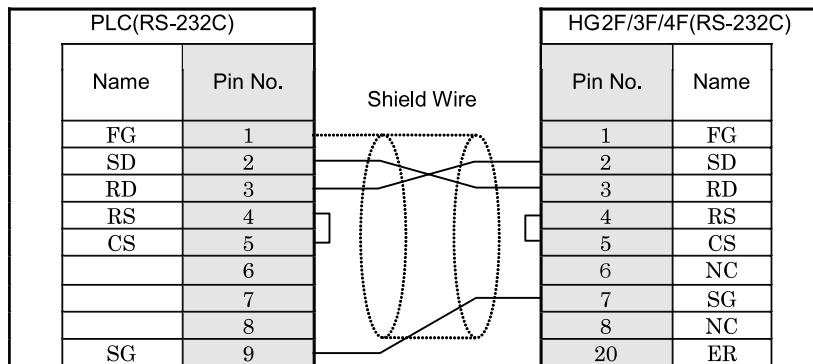 PLC(RS-232C) HG2F/3F/4F(RS-232C)
Name Pin No. Shield Wire Pin No. Name
FG 1 1 FG
SD 2 2 SD
RD 3 3 RD
RS 4 4 RS
CS 5 5 CS
6 6 NC
7 7 SG
8 8 NC
SG 9 20 ER